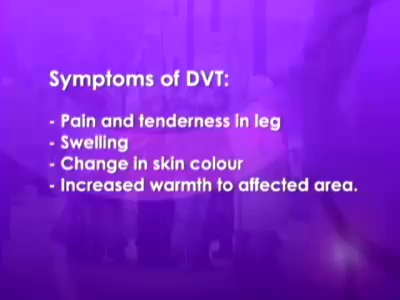 Symptoms of DVT:
- Pain and tenderness in leg
- Swelling
- Change in skin colour
- Increased warmth to affected area.